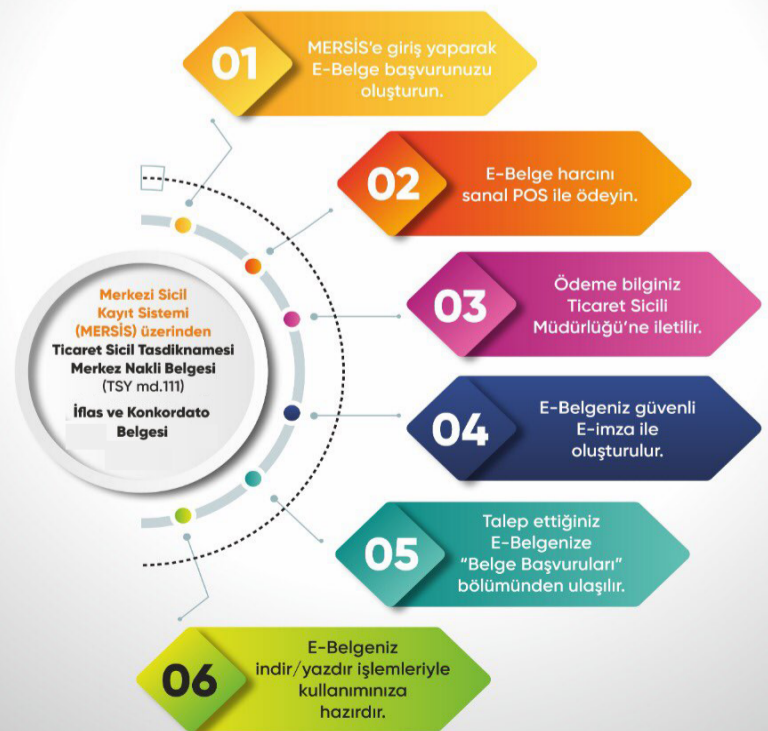 01
MERSİS'e giriş yaparak
E-Belge başvurunuzu
oluşturun.
02
E-Belge harcını
sanal POS ile ödeyin.
03
Ödeme bilginiz
Ticaret Sicili
Müdürlüğü'ne iletilir.
Merkezi Sicil
Kayıt Sistemi
(MERSİS) üzerinden
Ticaret Sicil Tasdiknamesi
Merkez Nakli Belgesi
(TSY md.111)
İflas ve Konkordato
Belgesi
04
E-Belgeniz güvenli
E-imza ile
oluşturulur.
05
Talep ettiğiniz
E-Belgenize
"Belge Başvuruları"
bölümünden ulaşılır.
06
E-Belgeniz
indir/yazdır işlemleriyle
kullanımınıza
hazırdır.